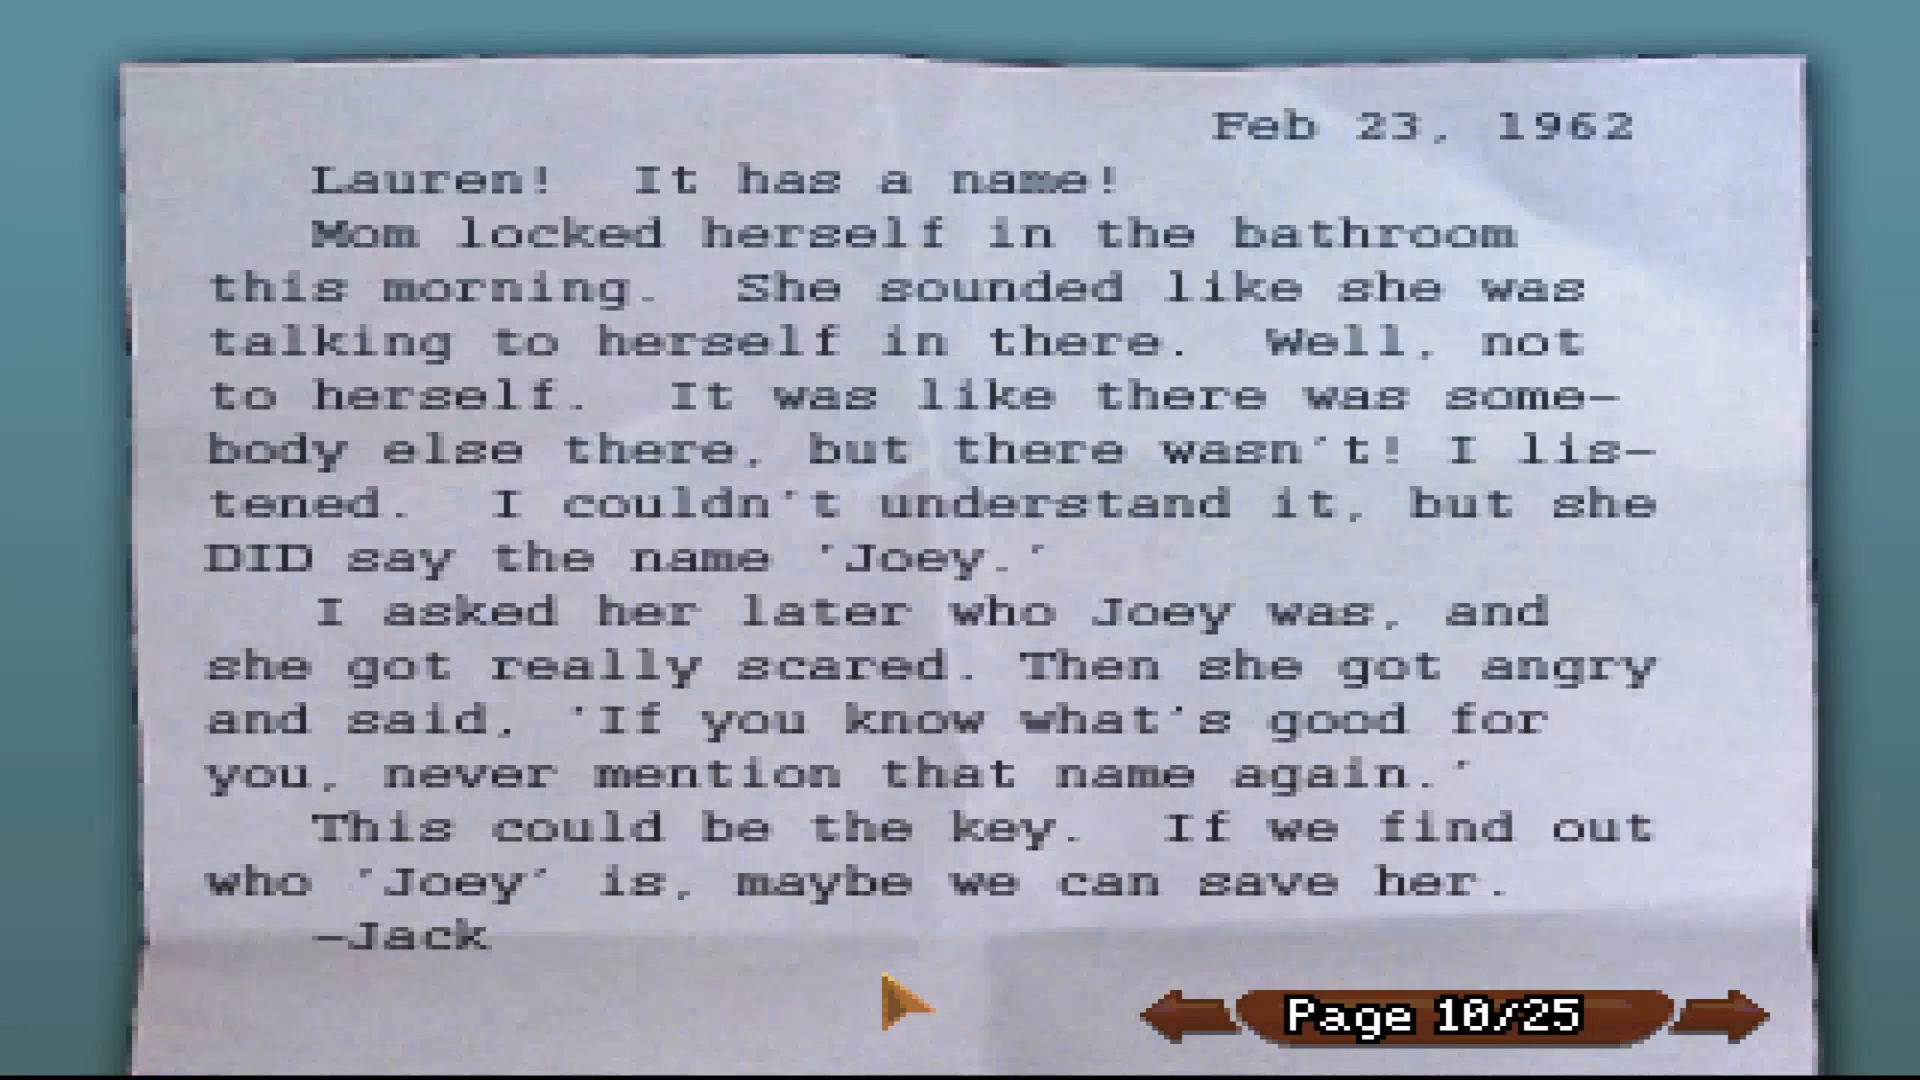 Feb 23, 1962
Lauren!  It has a name!
Mom locked herself in the bathroom
this morning.  She sounded like she was
talking to herself in there.  Well, not
to herself.  It was like there was some-
body else there, but there wasn't! I lis-
tened.  I couldn't understand it, but she
DID say the name 'Joey.'
I asked her later who Joey was, and
she got really scared. Then she got angry
and said, 'If you know what's good for
you, never mention that name again.'
This could be the key.  If we find out
who 'Joey' is, maybe we can save her.
-Jack
Page 10/25